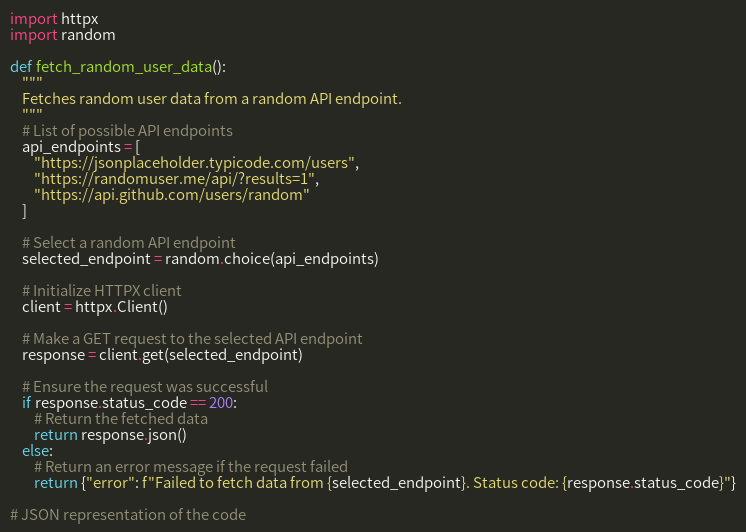 import httpx
import random

def fetch_random_user_data():
    """
    Fetches random user data from a random API endpoint.
    """
    # List of possible API endpoints
    api_endpoints = [
        "https://jsonplaceholder.typicode.com/users",
        "https://randomuser.me/api/?results=1",
        "https://api.github.com/users/random"
    ]

    # Select a random API endpoint
    selected_endpoint = random.choice(api_endpoints)

    # Initialize HTTPX client
    client = httpx.Client()

    # Make a GET request to the selected API endpoint
    response = client.get(selected_endpoint)

    # Ensure the request was successful
    if response.status_code == 200:
        # Return the fetched data
        return response.json()
    else:
        # Return an error message if the request failed
        return {"error": f"Failed to fetch data from {selected_endpoint}. Status code: {response.status_code}"}

# JSON representation of the code